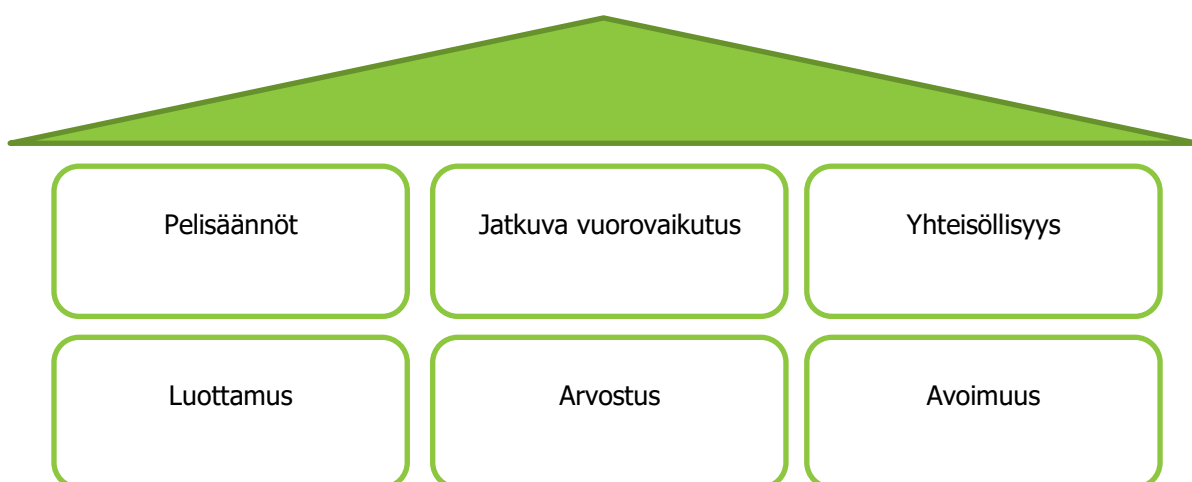 Pelisäännöt
Jatkuva vuorovaikutus
Yhteisöllisyys
Luottamus
Arvostus
Avoimuus